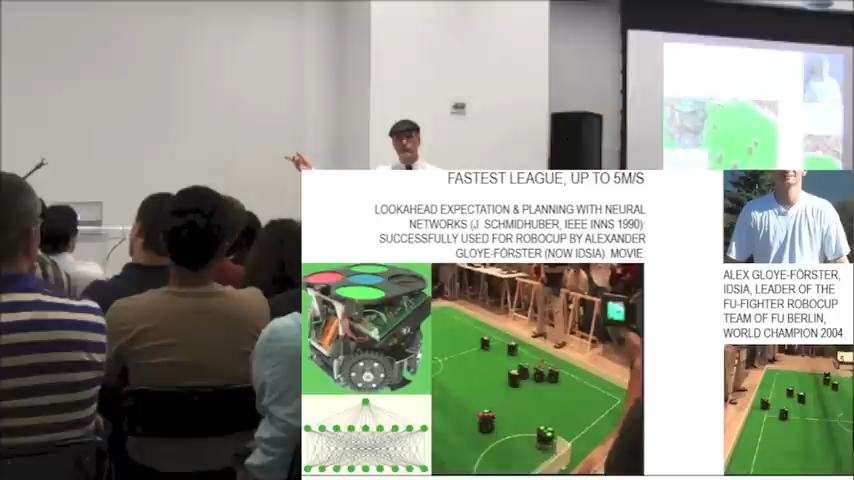 FASTEST LEAGUE, UP TO 5M/S
LOOKAHEAD EXPECTATION & PLANNING WITH NEURAL
NETWORKS (J. SCHMIDHUBER, IEEE INNS 1990):
SUCCESSFULLY USED FOR ROBOCUP BY ALEXANDER
GLOYE-FÖRSTER (NOW IDSIA). MOVIE:
ALEX GLOYE-FÖRSTER,
IDSIA, LEADER OF THE
FU-FIGHTER ROBOCUP
TEAM OF FU BERLIN,
WORLD CHAMPION 2004